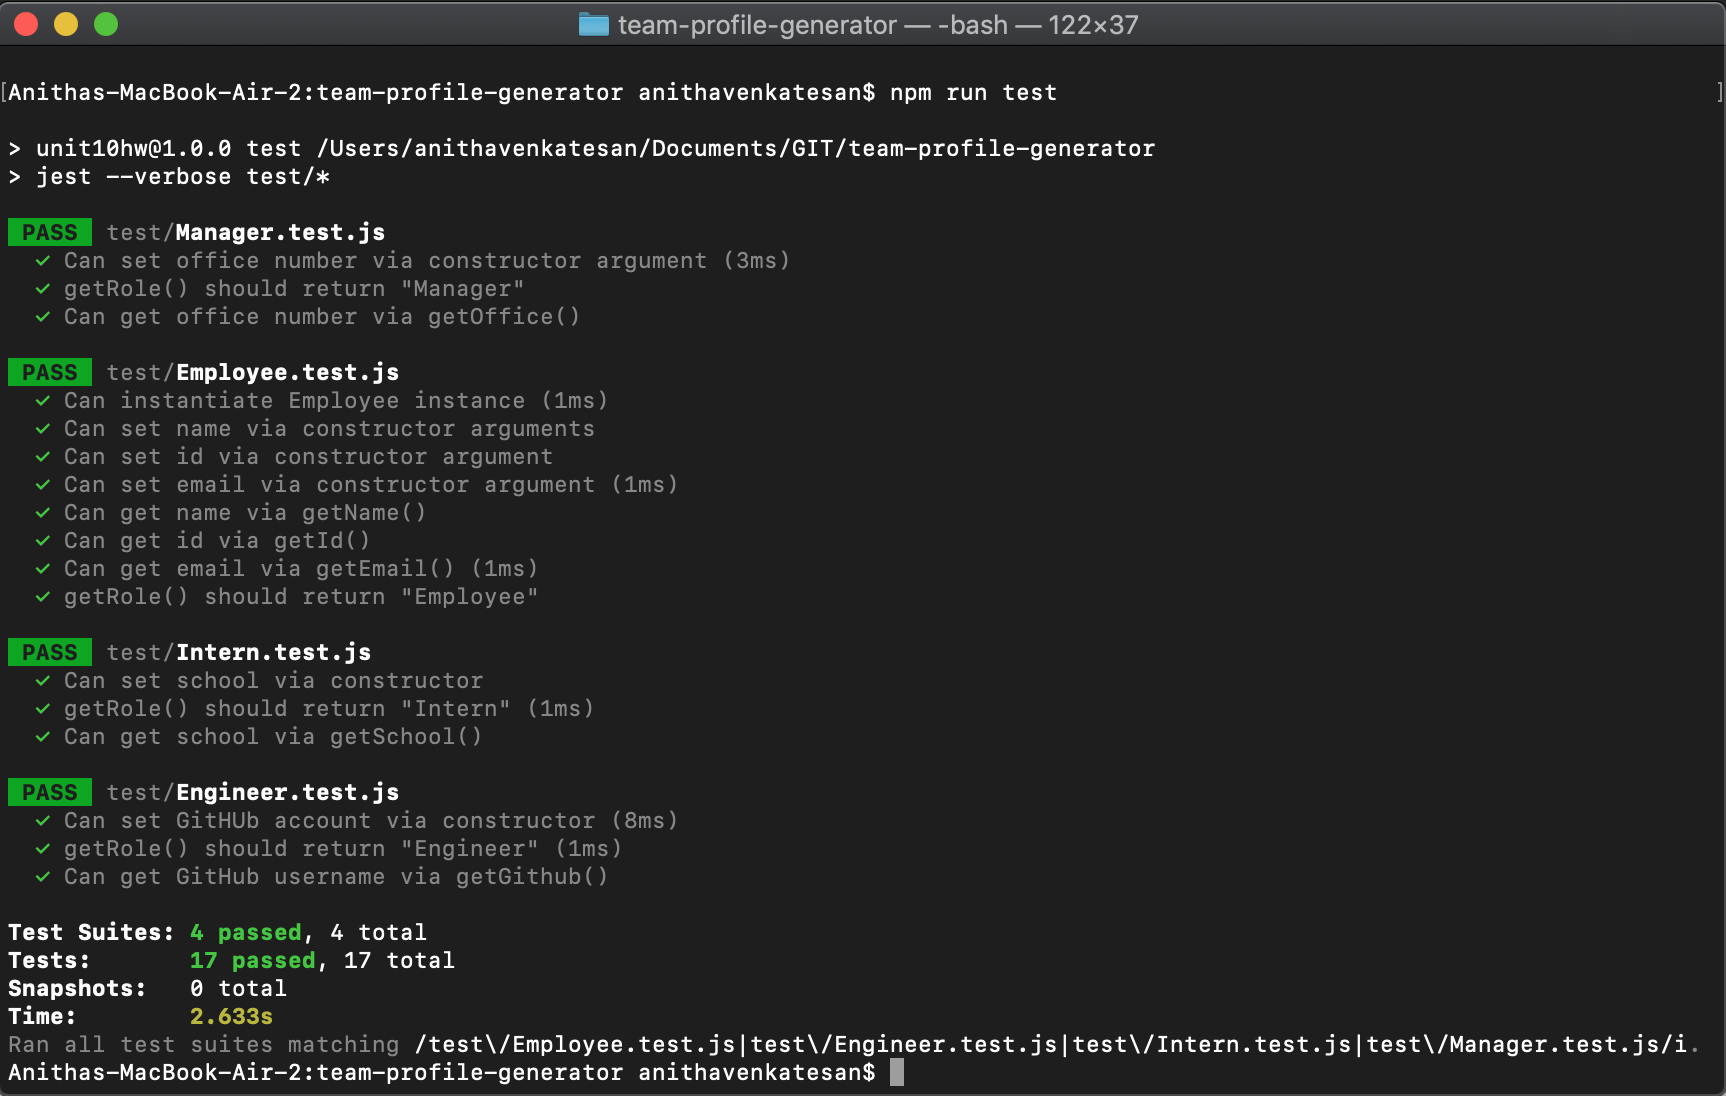 team-profile-generator — -bash — 122×37
[Anithas-MacBook-Air-2:team-profile-generator anithavenkatesan$ npm run test ]
> unit10hw@1.0.0 test /Users/anithavenkatesan/Documents/GIT/team-profile-generator
> jest --verbose test/*
PASS test/Manager.test.js
✓ Can set office number via constructor argument (3ms)
✓ getRole() should return "Manager"
✓ Can get office number via getOffice()
PASS test/Employee.test.js
✓ Can instantiate Employee instance (1ms)
✓ Can set name via constructor arguments
✓ Can set id via constructor argument
✓ Can set email via constructor argument (1ms)
✓ Can get name via getName()
✓ Can get id via getId()
✓ Can get email via getEmail() (1ms)
✓ getRole() should return "Employee"
PASS test/Intern.test.js
✓ Can set school via constructor
✓ getRole() should return "Intern" (1ms)
✓ Can get school via getSchool()
PASS test/Engineer.test.js
✓ Can set GitHUb account via constructor (8ms)
✓ getRole() should return "Engineer" (1ms)
✓ Can get GitHub username via getGithub()
Test Suites: 4 passed, 4 total
Tests: 17 passed, 17 total
Snapshots: 0 total
Time: 2.633s
Ran all test suites matching /test\/Employee.test.js|test\/Engineer.test.js|test\/Intern.test.js|test\/Manager.test.js/i.
Anithas-MacBook-Air-2:team-profile-generator anithavenkatesan$